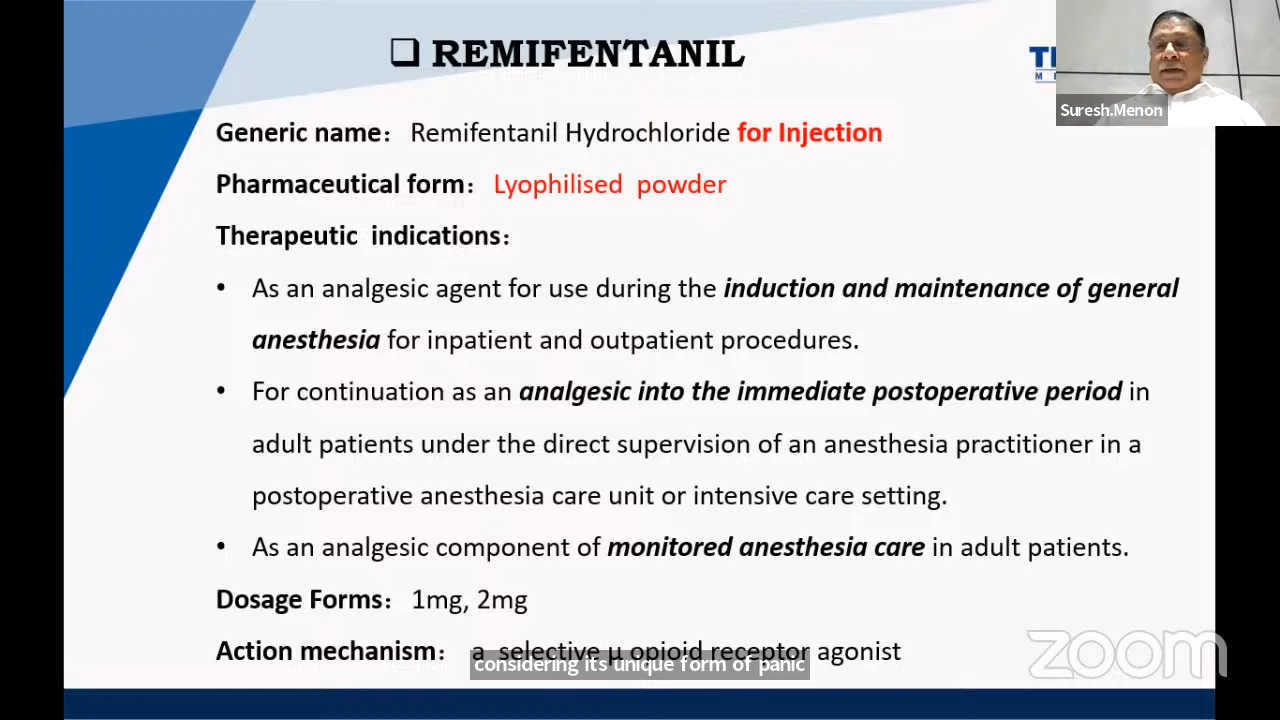 ❑ REMIFENTANIL
Suresh.Menon
Generic name： Remifentanil Hydrochloride for Injection
Pharmaceutical form： Lyophilised powder
Therapeutic indications：
• As an analgesic agent for use during the induction and maintenance of general
anesthesia for inpatient and outpatient procedures.
• For continuation as an analgesic into the immediate postoperative period in
adult patients under the direct supervision of an anesthesia practitioner in a
postoperative anesthesia care unit or intensive care setting.
• As an analgesic component of monitored anesthesia care in adult patients.
Dosage Forms： 1mg, 2mg
Action mechanism： a selective μ opioid receptor agonist
considering its unique form of panic
zoom